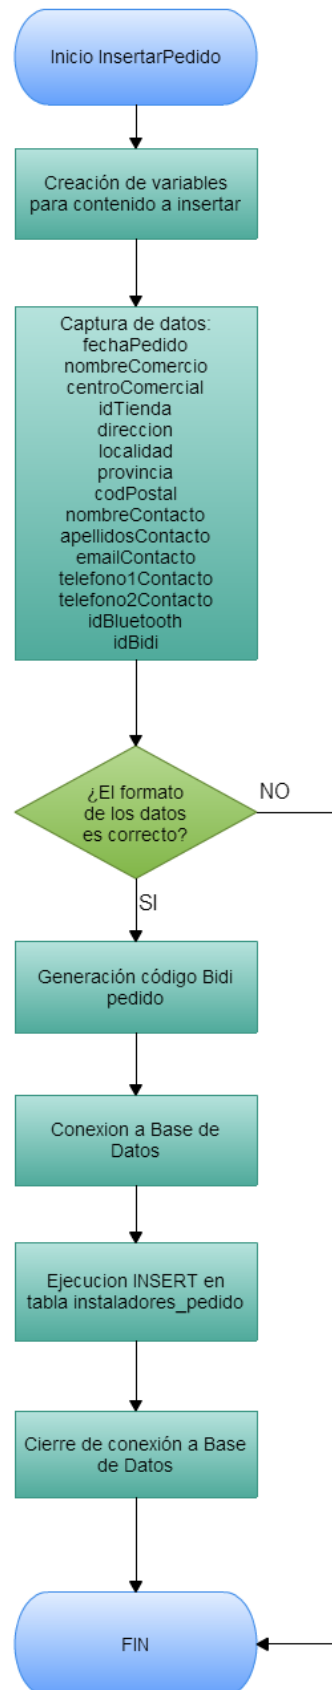 Inicio InsertarPedido
Creación de variables
para contenido a insertar
Captura de datos:
fechaPedido
nombreComercio
centroComercial
idTienda
direccion
localidad
provincia
codPostal
nombreContacto
apellidosContacto
emailContacto
telefono1Contacto
telefono2Contacto
idBluetooth
idBidi
¿El formato
de los datos
es correcto?
NO
SI
Generación código Bidi
pedido
Conexion a Base de
Datos
Ejecucion INSERT en
tabla instaladores_pedido
Cierre de conexión a Base
de Datos
FIN